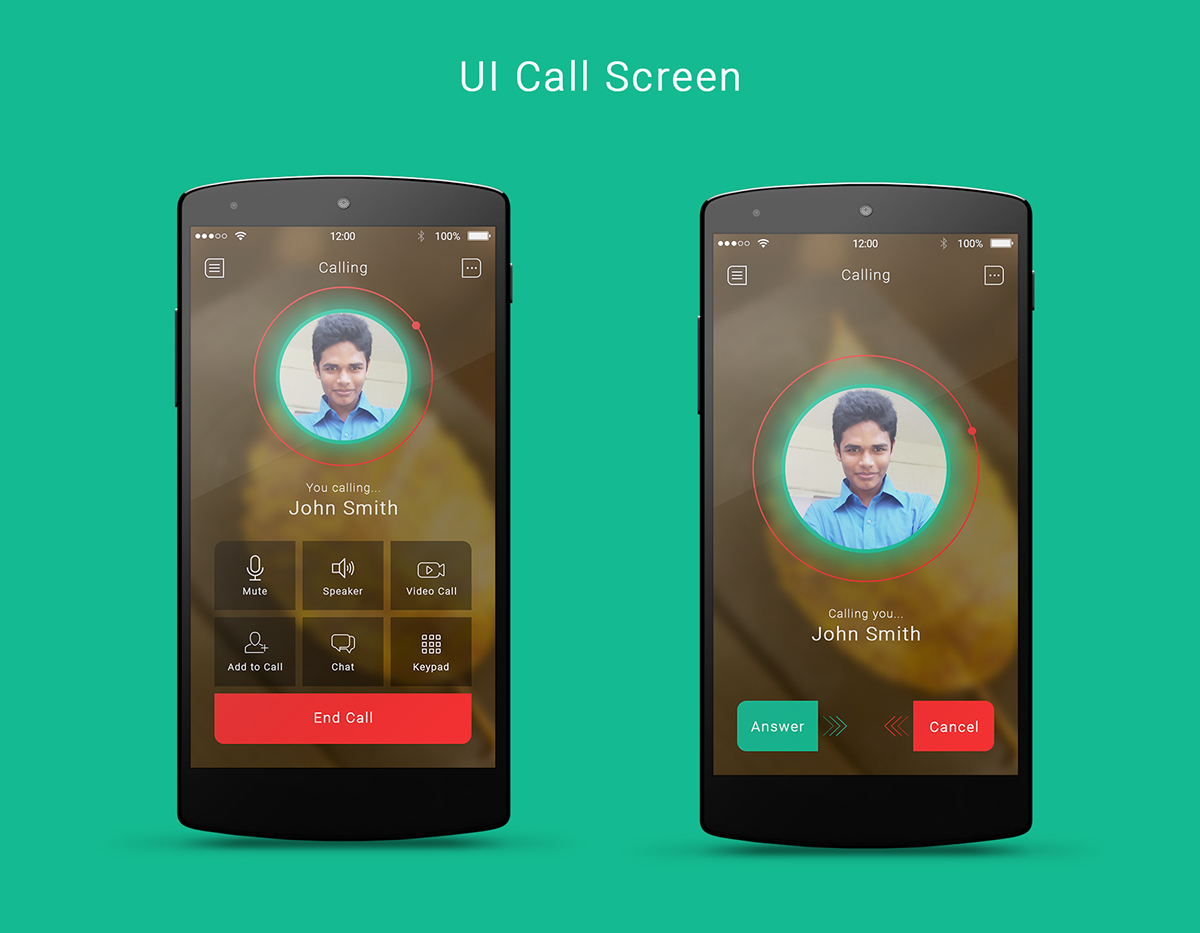 UI Call Screen
12:00
100%
Calling
You calling...
John Smith
Mute
Speaker
Video Call
Add to Call
Chat
Keypad
End Call
12:00
100%
Calling
Calling you...
John Smith
Answer
Cancel